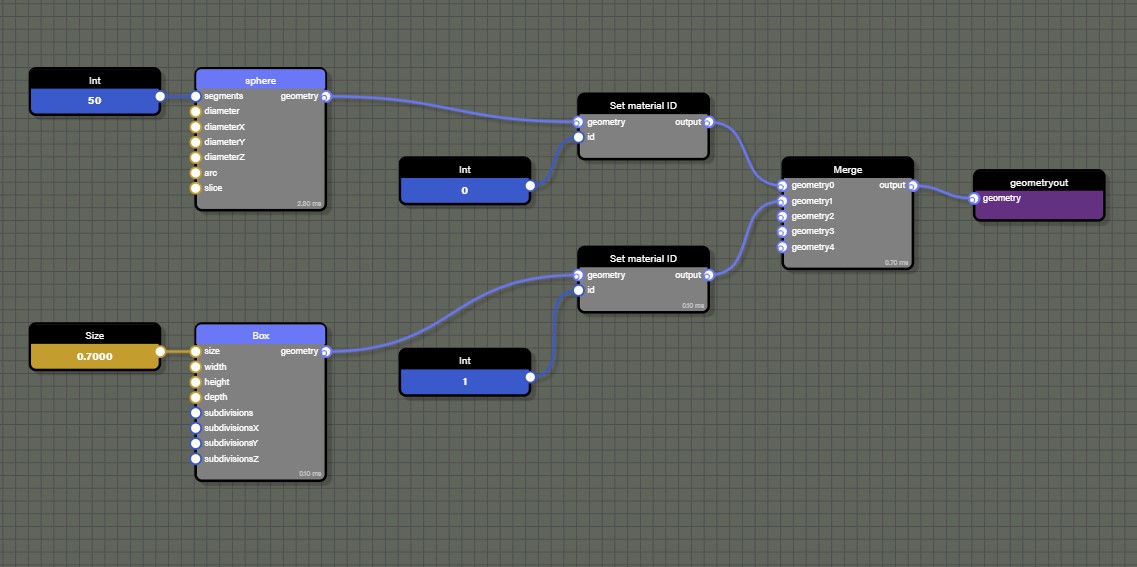 Int
50
sphere
segments
geometry
diameter
diameterX
diameterY
diameterZ
arc
slice
2.80 ms
Int
0
Set material ID
geometry
output
id
Merge
geometry0
output
geometry1
geometry2
geometry3
geometry4
0.70 ms
geometryout
geometry
Set material ID
geometry
output
id
0.10 ms
Size
0.7000
Box
size
geometry
width
height
depth
subdivisions
subdivisionsX
subdivisionsY
subdivisionsZ
0.10 ms
Int
1